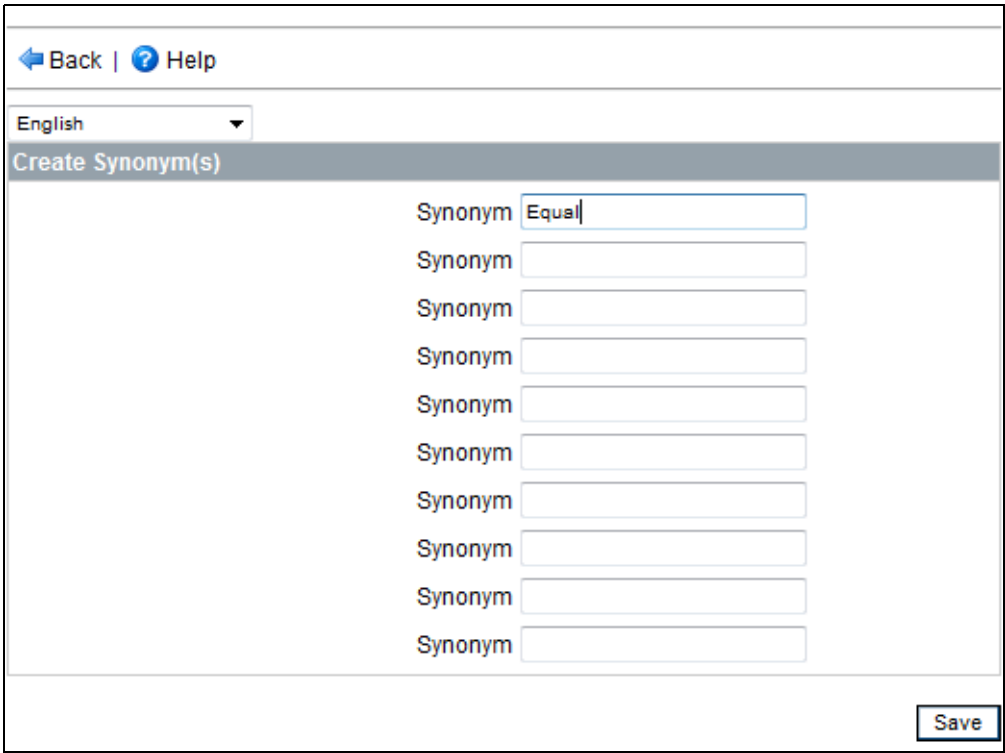 Back | Help
English
Create Synonym(s)
Synonym Equal
Synonym
Synonym
Synonym
Synonym
Synonym
Synonym
Synonym
Synonym
Synonym
Save